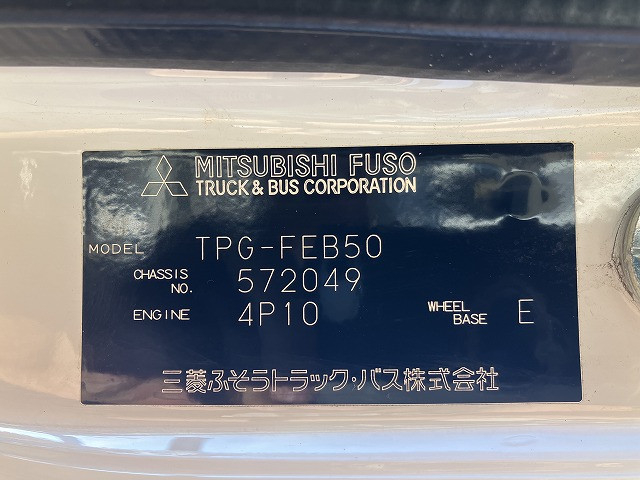 MITSUBISHI FUSO
TRUCK & BUS CORPORATION
MODEL TPG-FEB50
CHASSIS NO. 572049
ENGINE 4P10 WHEEL BASE E
三菱ふそうトラック・バス株式会社